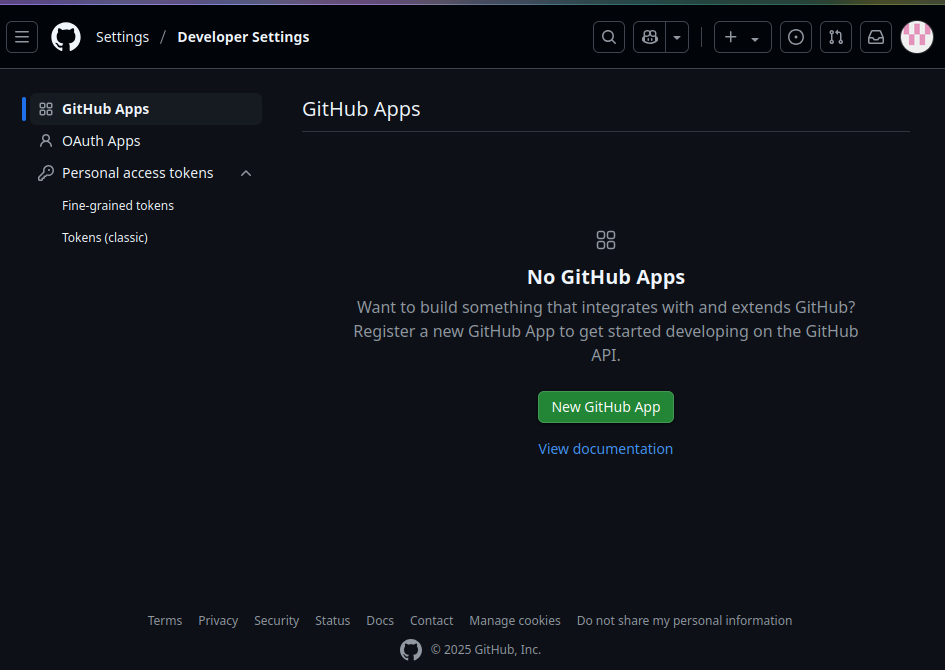 Settings / Developer Settings
GitHub Apps
OAuth Apps
Personal access tokens
Fine-grained tokens
Tokens (classic)
GitHub Apps
No GitHub Apps
Want to build something that integrates with and extends GitHub?
Register a new GitHub App to get started developing on the GitHub
API.
New GitHub App
View documentation
Terms Privacy Security Status Docs Contact Manage cookies Do not share my personal information
© 2025 GitHub, Inc.